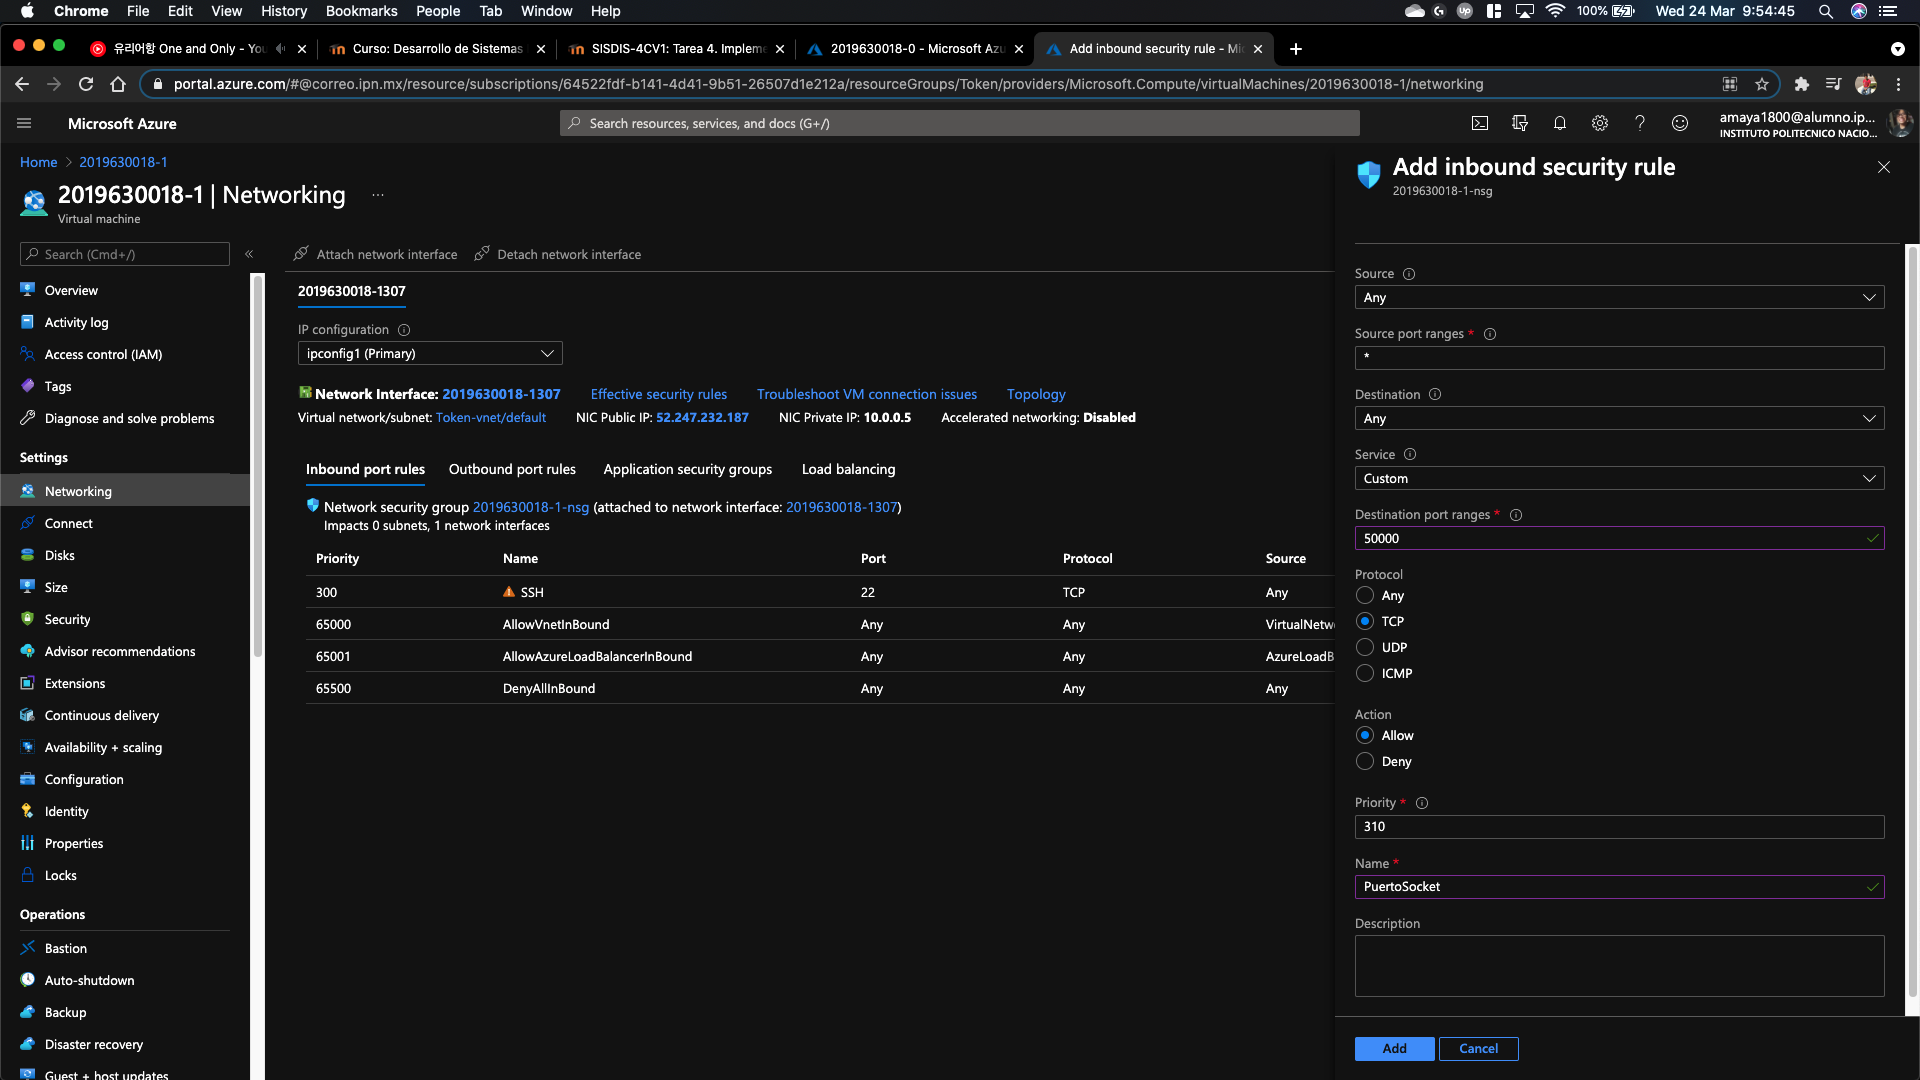 Chrome File Edit View History Bookmarks People Tab Window Help 100% Wed 24 Mar 9:54:45
유리어항 One and Only - You
Curso: Desarrollo de Sistemas
SISDIS-4CV1: Tarea 4. Impleme
2019630018-0 - Microsoft Azu
Add inbound security rule - Mi
portal.azure.com/#@correo.ipn.mx/resource/subscriptions/64522fdf-b141-4d41-9b51-26507d1e212a/resourceGroups/Token/providers/Microsoft.Compute/virtualMachines/2019630018-1/networking
Microsoft Azure
Search resources, services, and docs (G+/)
amaya1800@alumno.ip...
INSTITUTO POLITECNICO NACIO...
Home > 2019630018-1
2019630018-1 | Networking ...
Virtual machine
Search (Cmd+/)
Overview
Activity log
Access control (IAM)
Tags
Diagnose and solve problems
Settings
Networking
Connect
Disks
Size
Security
Advisor recommendations
Extensions
Continuous delivery
Availability + scaling
Configuration
Identity
Properties
Locks
Operations
Bastion
Auto-shutdown
Backup
Disaster recovery
Guest + host updates
Attach network interface Detach network interface
2019630018-1307
IP configuration
ipconfig1 (Primary)
Network Interface: 2019630018-1307 Effective security rules Troubleshoot VM connection issues Topology
Virtual network/subnet: Token-vnet/default NIC Public IP: 52.247.232.187 NIC Private IP: 10.0.0.5 Accelerated networking: Disabled
Inbound port rules Outbound port rules Application security groups Load balancing
Network security group 2019630018-1-nsg (attached to network interface: 2019630018-1307)
Impacts 0 subnets, 1 network interfaces
Priority Name Port Protocol Source
300 SSH 22 TCP Any
65000 AllowVnetInBound Any Any VirtualNetw
65001 AllowAzureLoadBalancerInBound Any Any AzureLoadB
65500 DenyAllInBound Any Any Any
Add inbound security rule
2019630018-1-nsg
Source
Any
Source port ranges *
*
Destination
Any
Service
Custom
Destination port ranges *
50000
Protocol
Any
TCP
UDP
ICMP
Action
Allow
Deny
Priority *
310
Name *
PuertoSocket
Description
Add Cancel